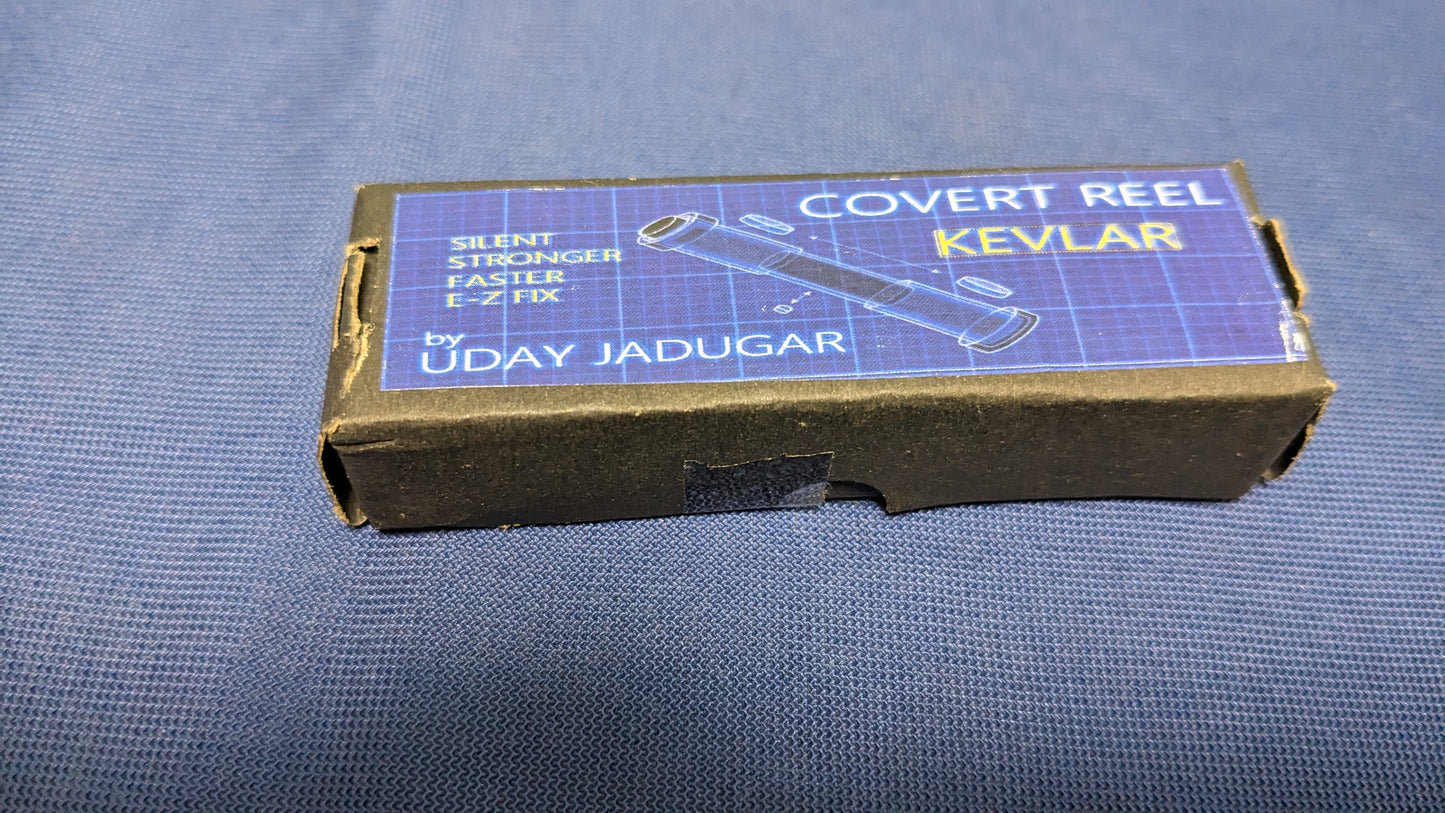 COVERT REEL
KEVLAR
SILENT
STRONGER
FASTER
E-Z FIX
by
UDAY JADUGAR